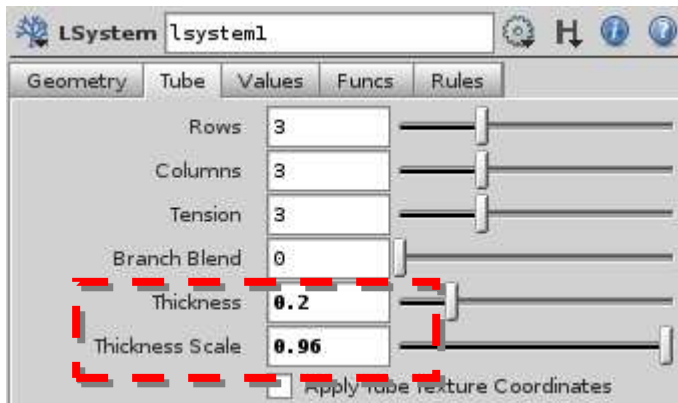 LSystem lsystem1
Geometry Tube Values Funcs Rules
Rows 3
Columns 3
Tension 3
Branch Blend 0
Thickness 0.2
Thickness Scale 0.96
Apply Tube Texture Coordinates